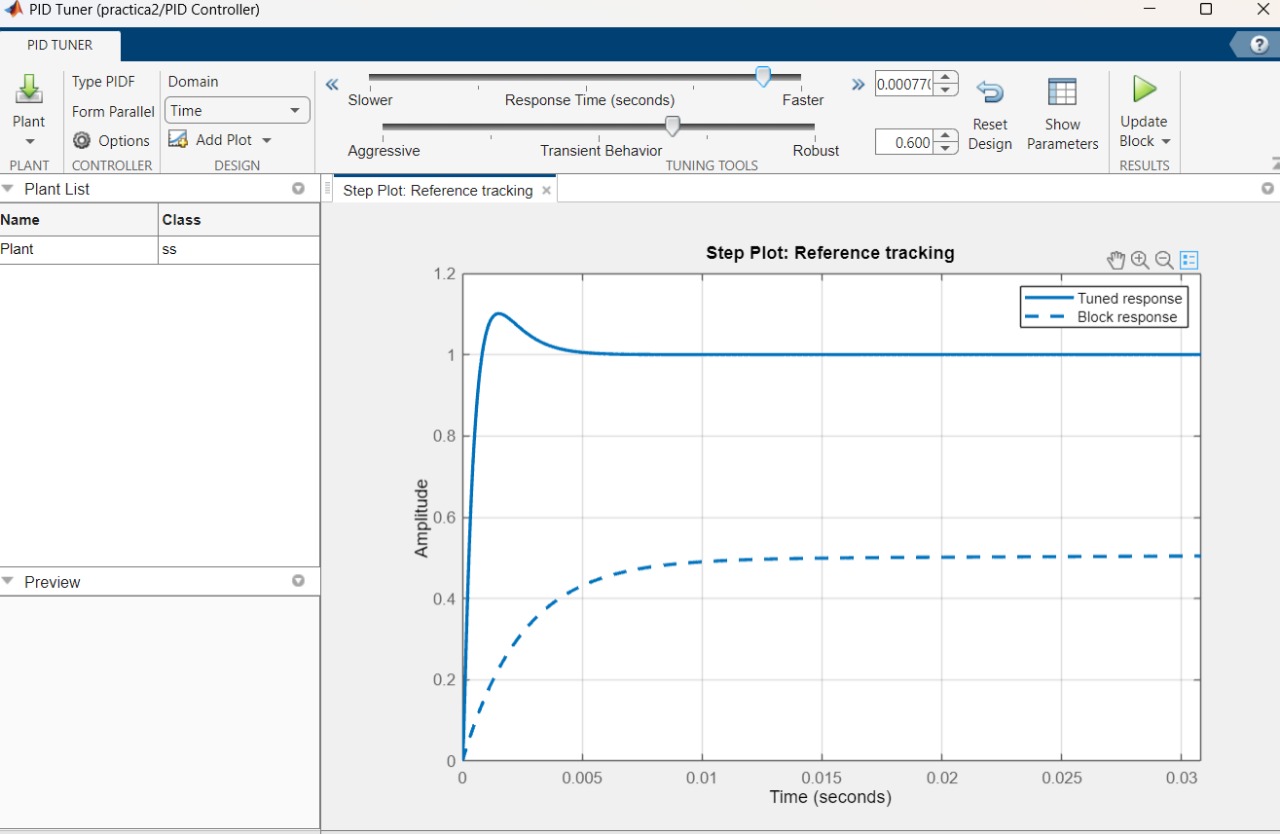 PID Tuner (practica2/PID Controller)
PID TUNER
Plant
PLANT
Type PIDF
Form Parallel
Options
CONTROLLER
Domain
Time
Add Plot
DESIGN
Slower
Response Time (seconds)
Faster
Aggressive
Transient Behavior
Robust
TUNING TOOLS
0.00077
0.600
Reset
Design
Show
Parameters
Update
Block
RESULTS
Plant List
Name Class
Plant ss
Preview
Step Plot: Reference tracking
Step Plot: Reference tracking
Tuned response
Block response
Amplitude
1.2
1
0.8
0.6
0.4
0.2
0
0 0.005 0.01 0.015 0.02 0.025 0.03
Time (seconds)